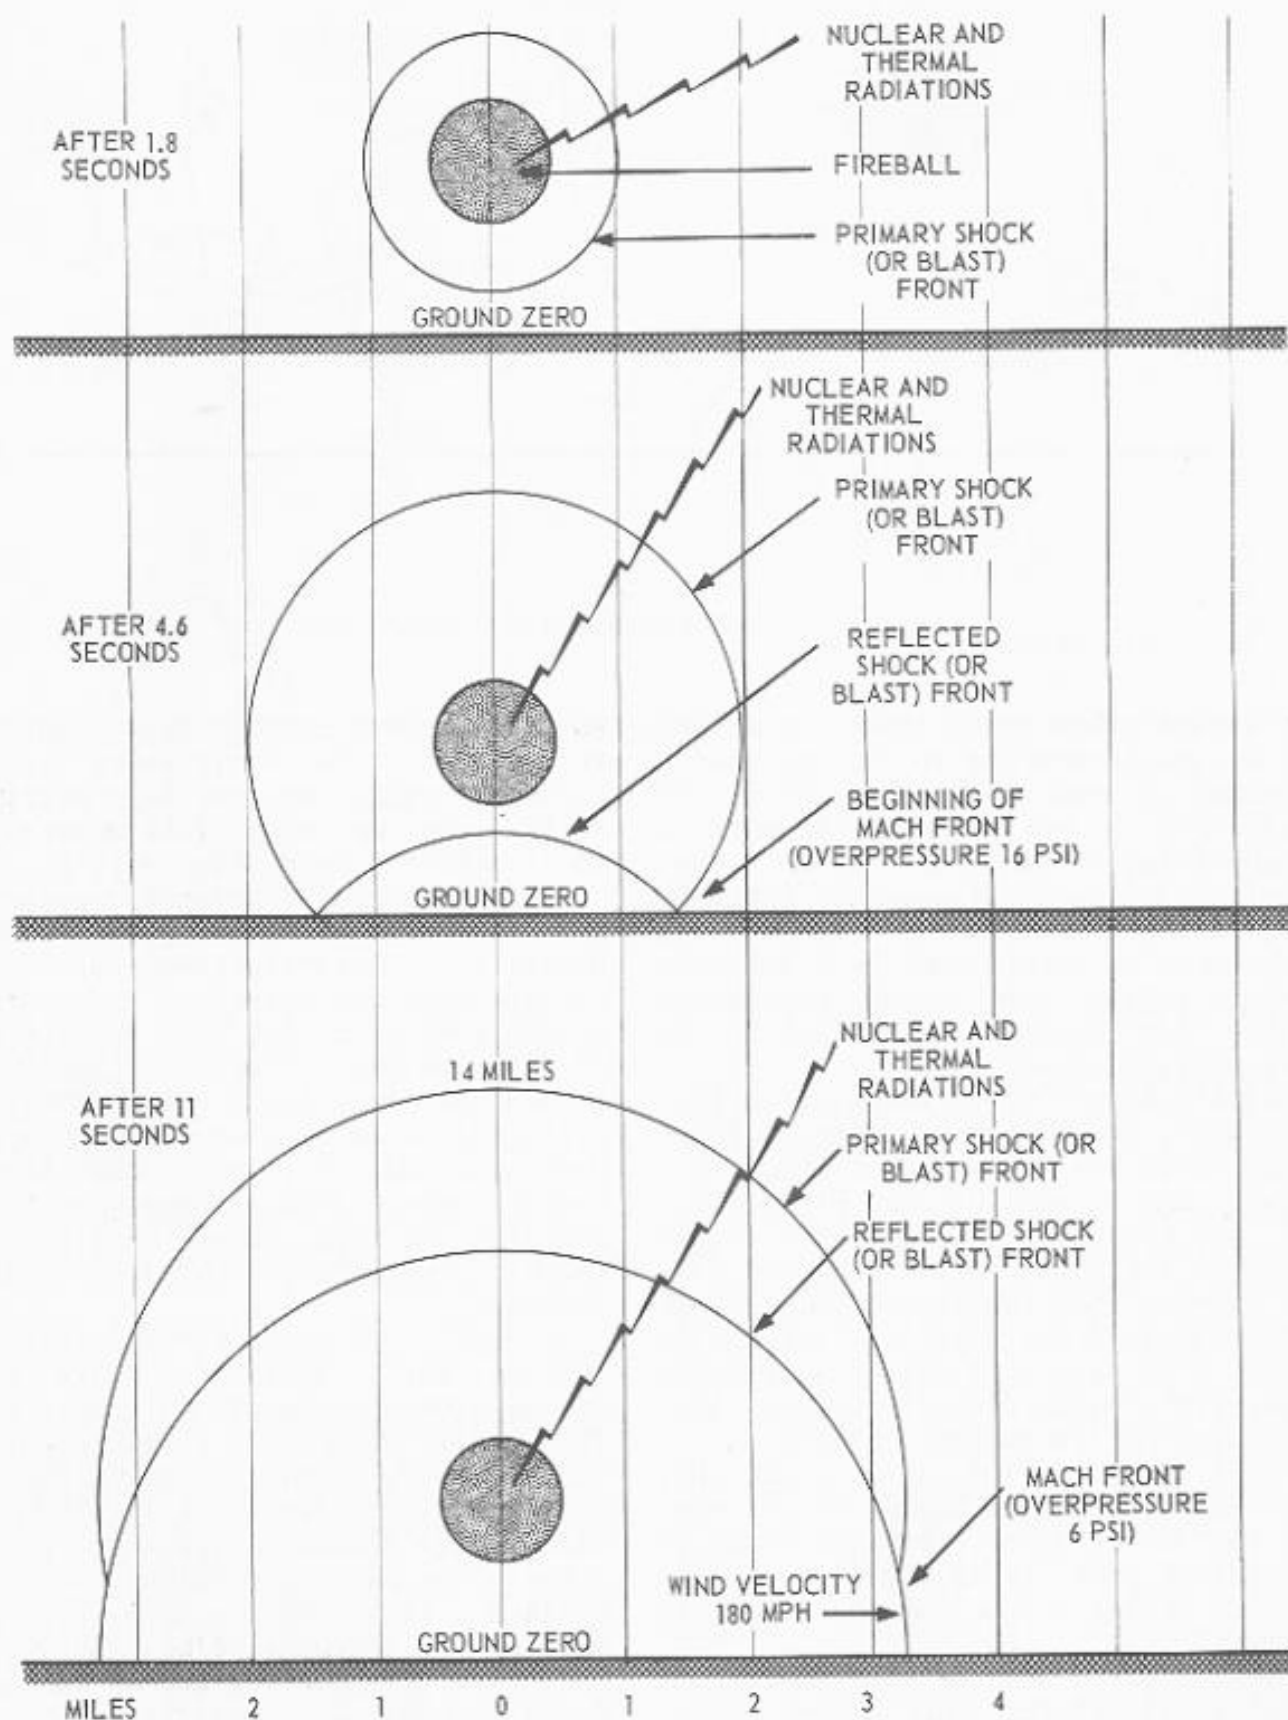 NUCLEAR AND
THERMAL
RADIATIONS
AFTER 1.8
SECONDS
FIREBALL
PRIMARY SHOCK
(OR BLAST)
FRONT
GROUND ZERO
NUCLEAR AND
THERMAL
RADIATIONS
PRIMARY SHOCK
(OR BLAST)
FRONT
AFTER 4.6
SECONDS
REFLECTED
SHOCK (OR
BLAST) FRONT
BEGINNING OF
MACH FRONT
(OVERPRESSURE 16 PSI)
GROUND ZERO
NUCLEAR AND
THERMAL
RADIATIONS
14 MILES
AFTER 11
SECONDS
PRIMARY SHOCK (OR
BLAST) FRONT
REFLECTED SHOCK
(OR BLAST) FRONT
MACH FRONT
(OVERPRESSURE
6 PSI)
WIND VELOCITY
180 MPH
GROUND ZERO
MILES 2 1 0 1 2 3 4